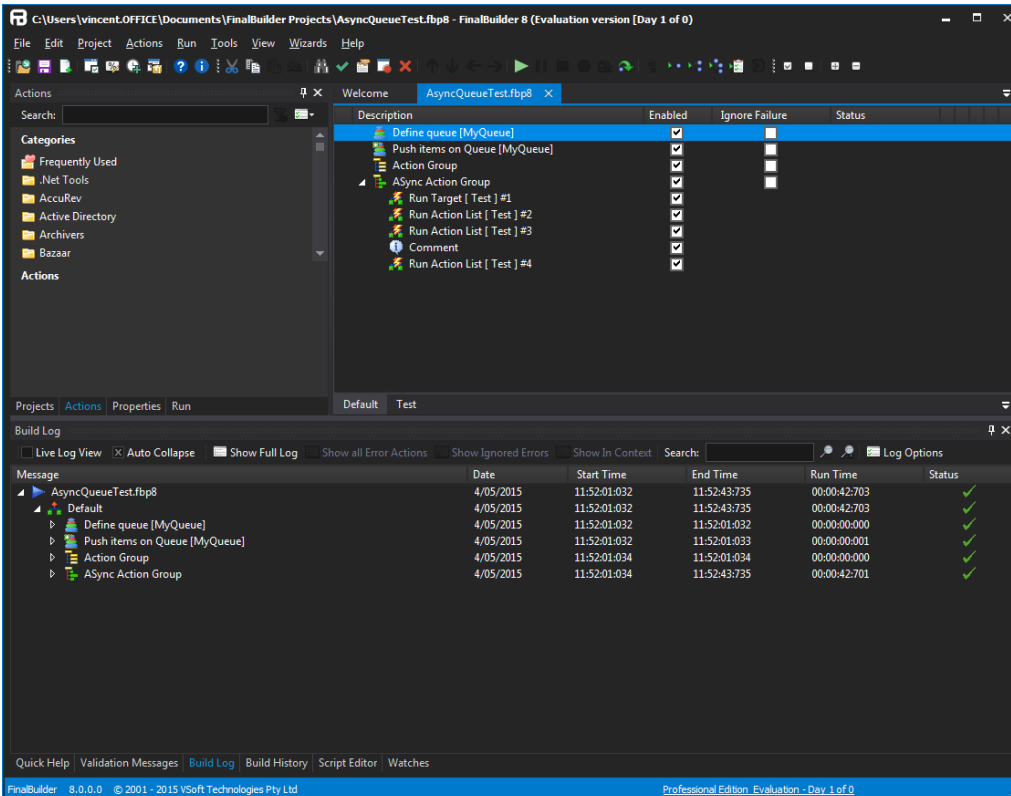 C:\Users\vincent.OFFICE\Documents\FinalBuilder Projects\AsyncQueueTest.fbp8 - FinalBuilder 8 (Evaluation version [Day 1 of 0)
File Edit Project Actions Run Tools View Wizards Help
Actions
Search:
Categories
Frequently Used
.Net Tools
AccuRev
Active Directory
Archivers
Bazaar
Actions
Projects Actions Properties Run
Welcome AsyncQueueTest.fbp8
Description Enabled Ignore Failure Status
Define queue [MyQueue]
Push items on Queue [MyQueue]
Action Group
ASync Action Group
Run Target [ Test ] #1
Run Action List [ Test ] #2
Run Action List [ Test ] #3
Comment
Run Action List [ Test ] #4
Default Test
Build Log
Live Log View Auto Collapse Show Full Log Show all Error Actions Show Ignored Errors Show In Context Search: Log Options
Message Date Start Time End Time Run Time Status
AsyncQueueTest.fbp8 4/05/2015 11:52:01:032 11:52:43:735 00:00:42:703
Default 4/05/2015 11:52:01:032 11:52:43:735 00:00:42:703
Define queue [MyQueue] 4/05/2015 11:52:01:032 11:52:01:032 00:00:00:000
Push items on Queue [MyQueue] 4/05/2015 11:52:01:032 11:52:01:033 00:00:00:001
Action Group 4/05/2015 11:52:01:034 11:52:01:034 00:00:00:000
ASync Action Group 4/05/2015 11:52:01:034 11:52:43:735 00:00:42:701
Quick Help Validation Messages Build Log Build History Script Editor Watches
FinalBuilder 8.0.0.0 © 2001 - 2015 VSoft Technologies Pty Ltd Professional Edition Evaluation - Day 1 of 0